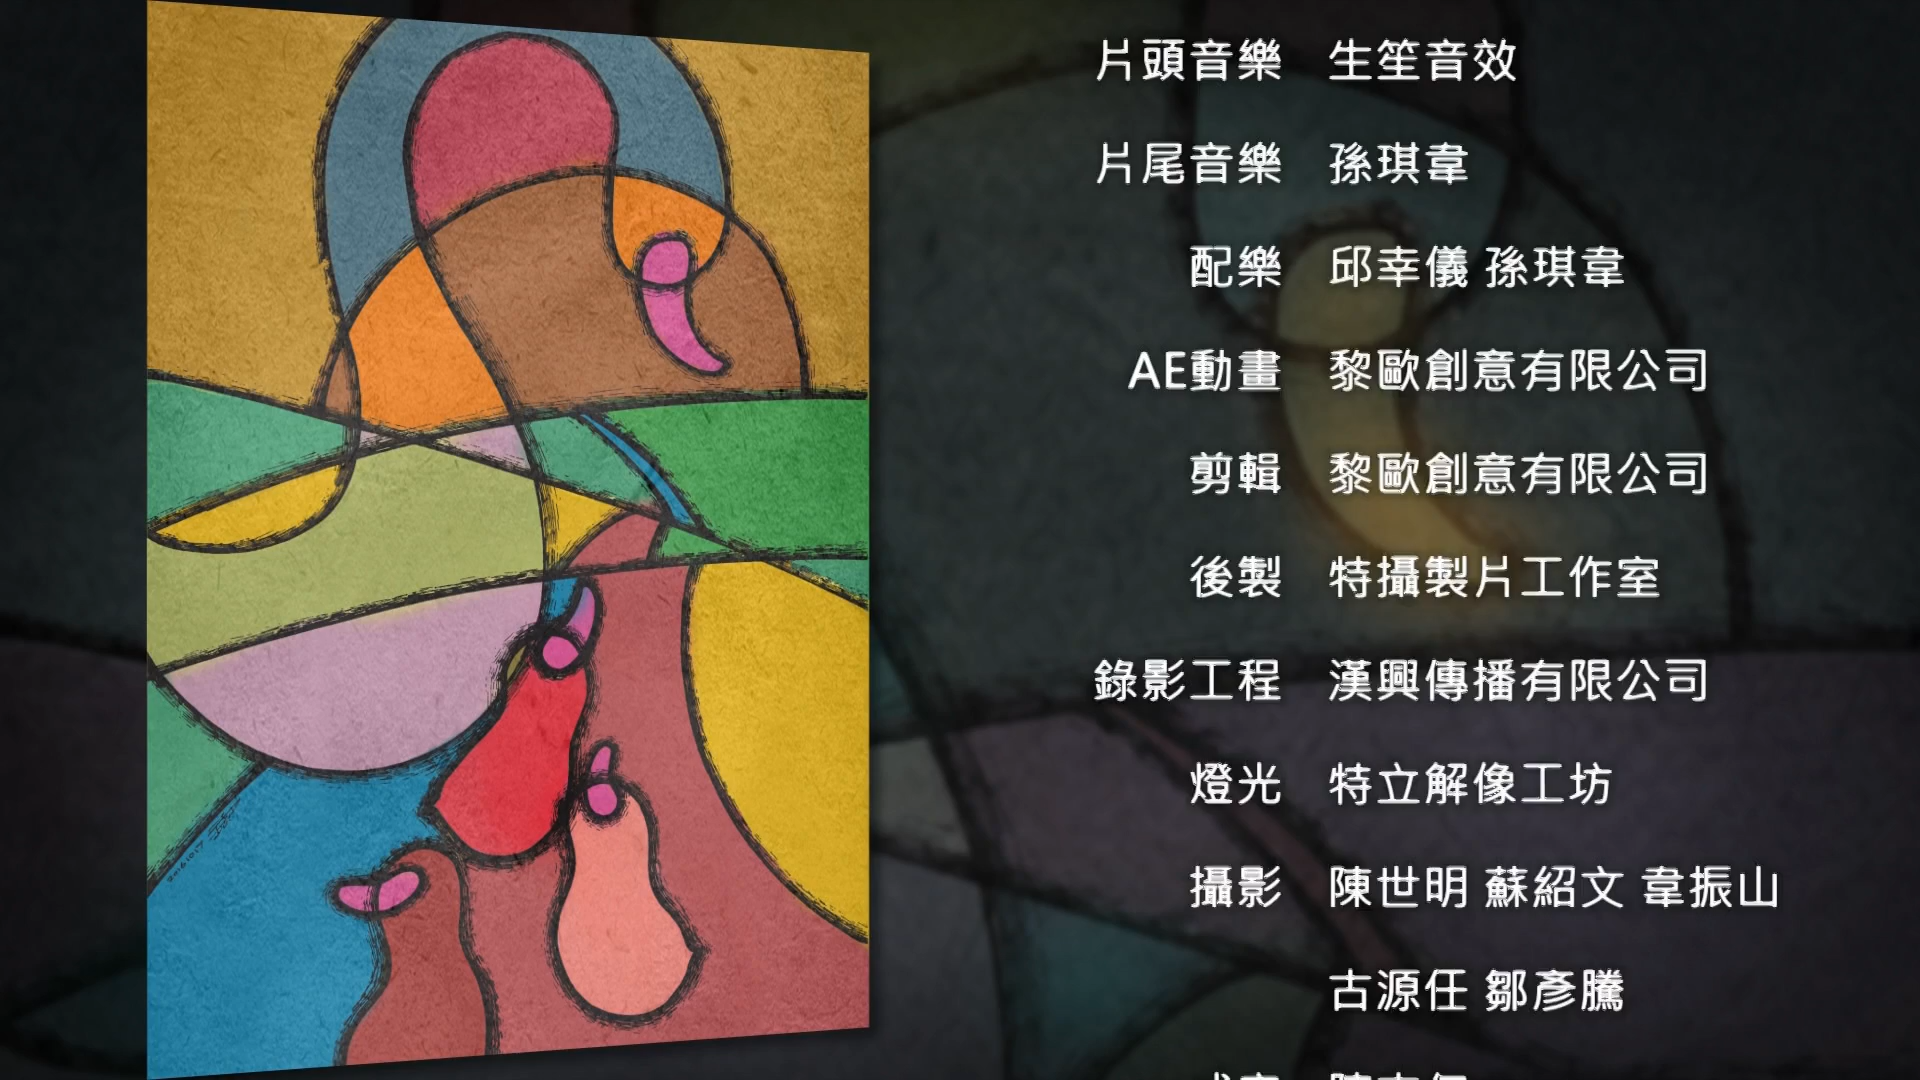 片頭音樂 生笙音效
片尾音樂 孫琪韋
配樂 邱幸儀 孫琪韋
AE動畫 黎歐創意有限公司
剪輯 黎歐創意有限公司
後製 特攝製片工作室
錄影工程 漢興傳播有限公司
燈光 特立解像工坊
攝影 陳世明 蘇紹文 韋振山
古源任 鄒彥騰